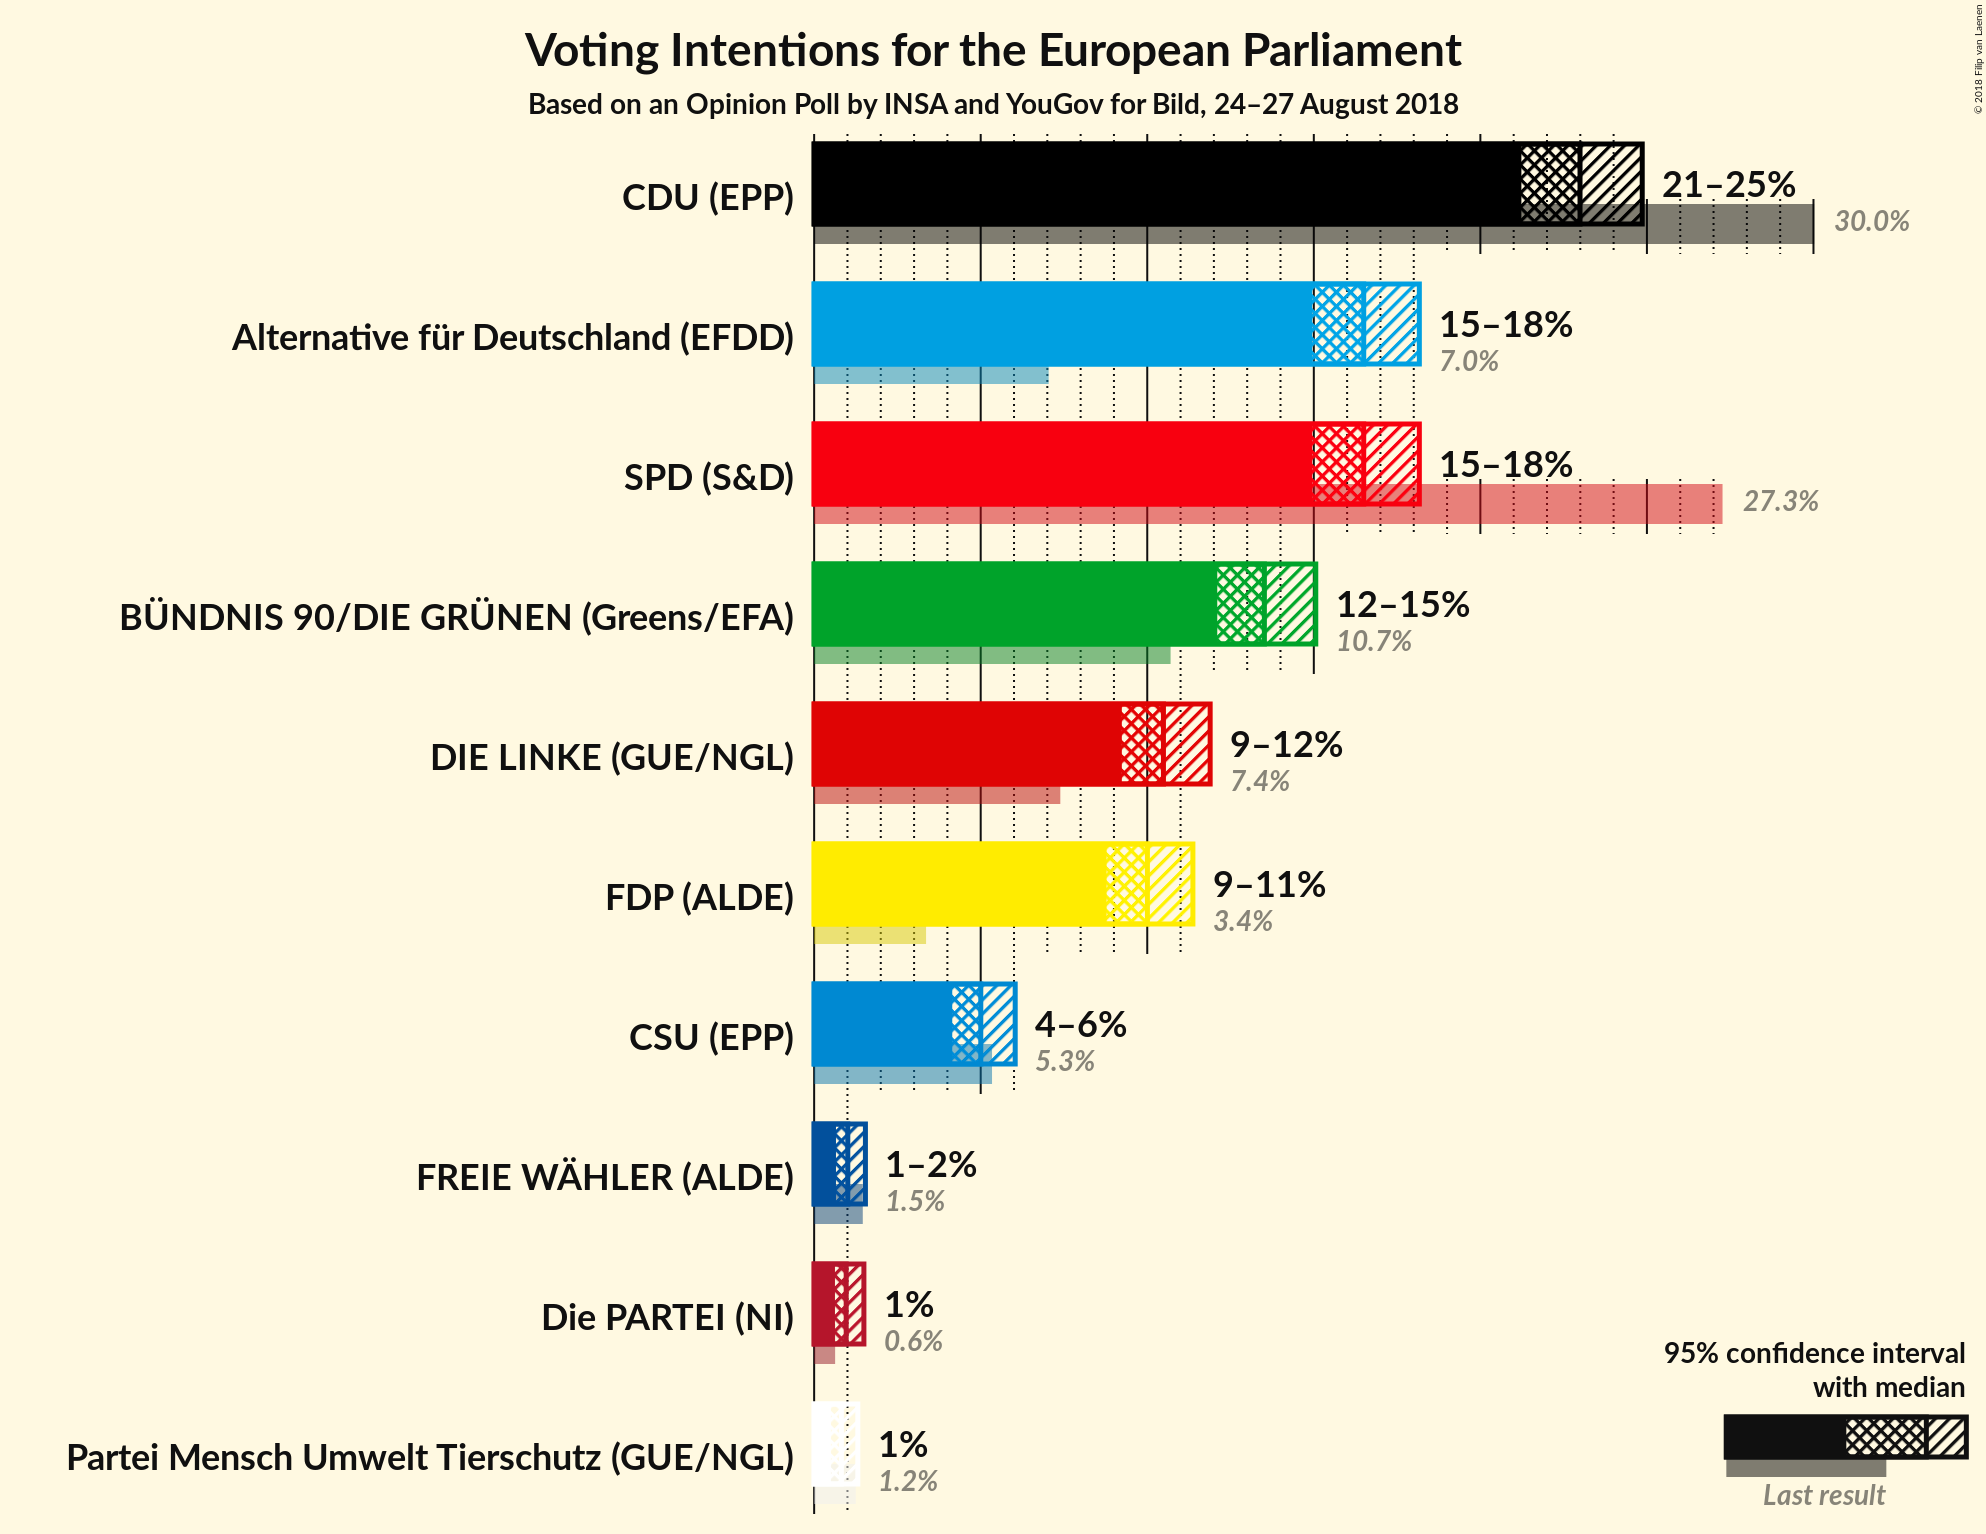 Voting Intentions for the European Parliament
Based on an Opinion Poll by INSA and YouGov for Bild, 24–27 August 2018
© 2018 Filip van Laenen
CDU (EPP)
21–25%
30.0%
Alternative für Deutschland (EFDD)
15–18%
7.0%
SPD (S&D)
15–18%
27.3%
BÜNDNIS 90/DIE GRÜNEN (Greens/EFA)
12–15%
10.7%
DIE LINKE (GUE/NGL)
9–12%
7.4%
FDP (ALDE)
9–11%
3.4%
CSU (EPP)
4–6%
5.3%
FREIE WÄHLER (ALDE)
1–2%
1.5%
Die PARTEI (NI)
1%
0.6%
Partei Mensch Umwelt Tierschutz (GUE/NGL)
1%
1.2%
95% confidence interval
with median
Last result